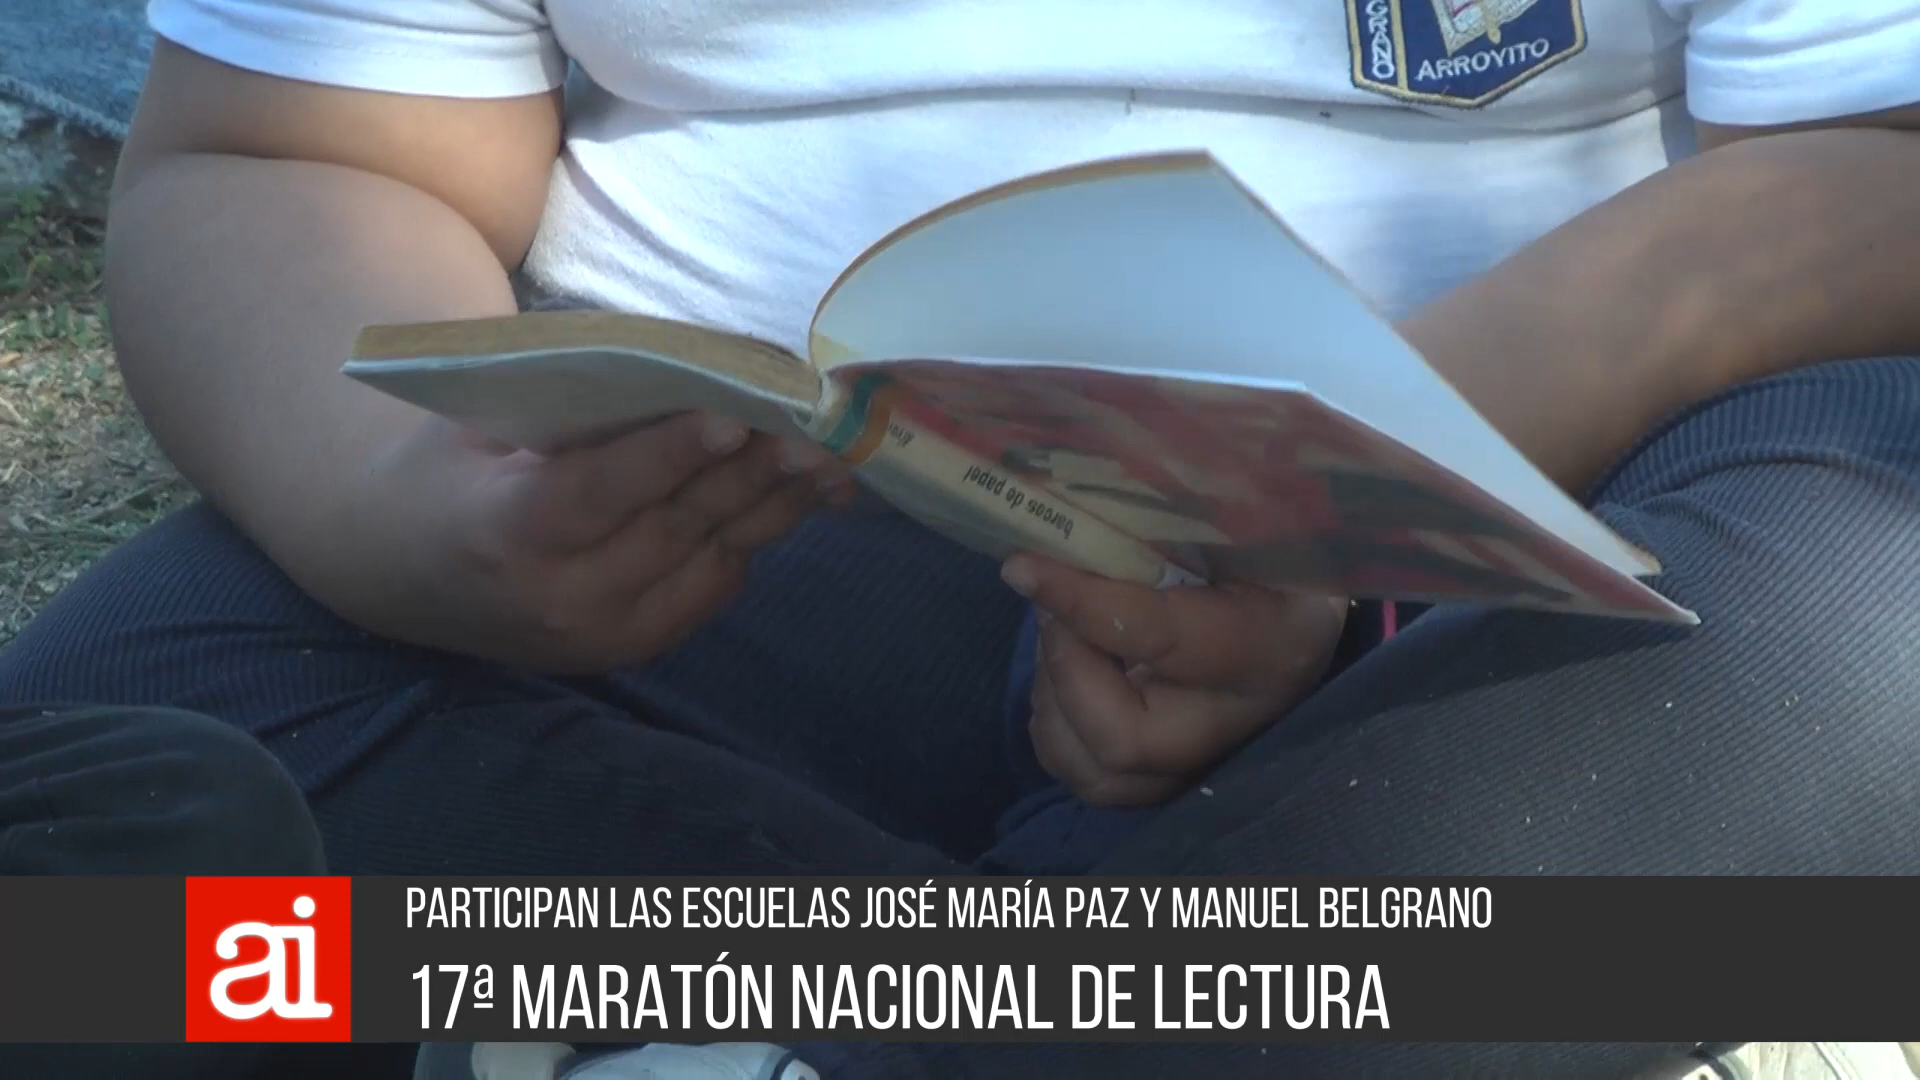 GRANO
ARROYITO
barcos de papel
ai
PARTICIPAN LAS ESCUELAS JOSÉ MARÍA PAZ Y MANUEL BELGRANO
17ª MARATÓN NACIONAL DE LECTURA